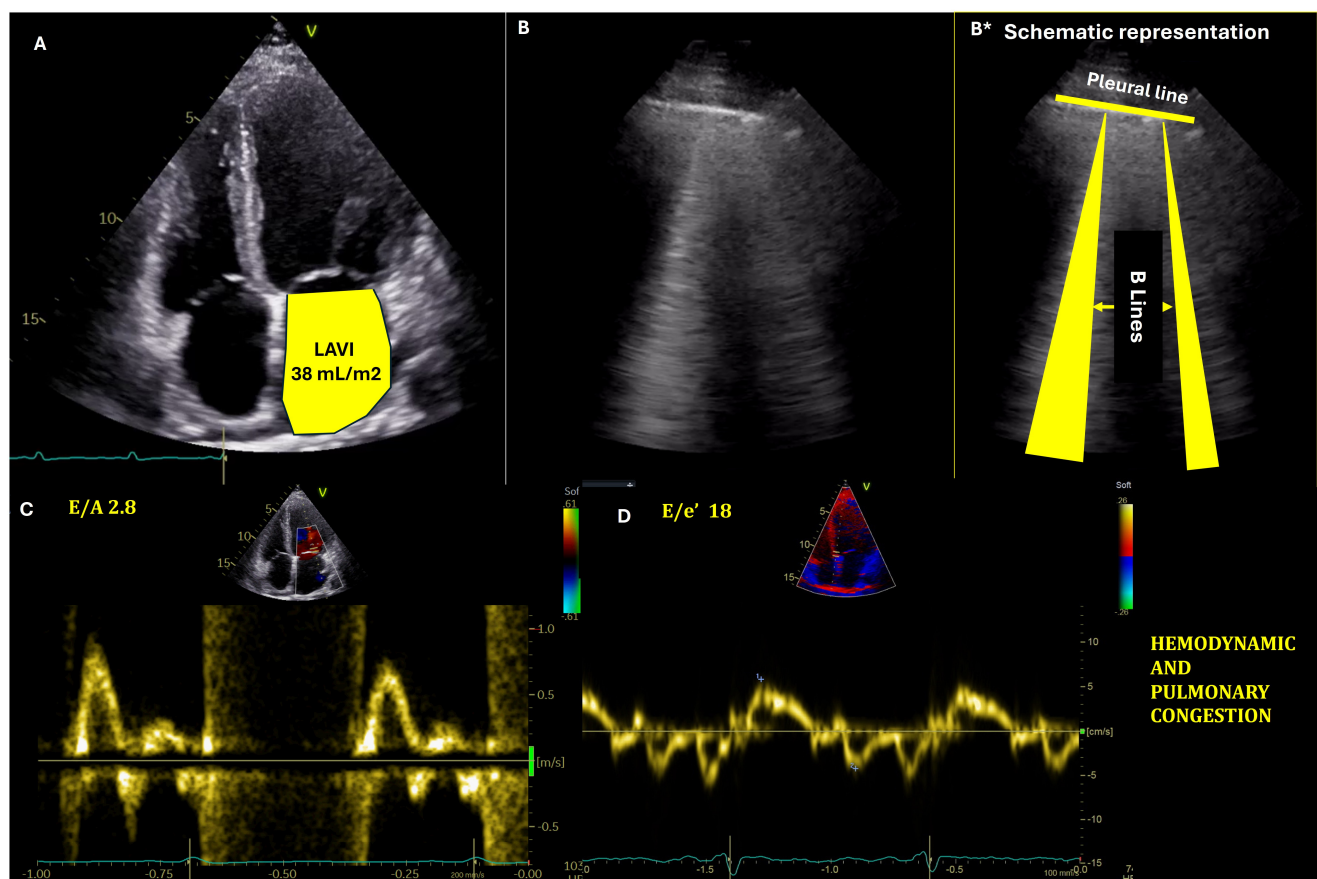 A
V
5
10
15
LAVI
38 mL/m2
B
B* Schematic representation
Pleural line
B Lines
C
E/A 2.8
V
5
10
15
Sof
.61
-.61
1.0
0.5
[m/s]
-0.5
-1.00
-0.75
-0.50
-0.25
200 mm/s
-0.00
D
E/e’ 18
V
5
10
15
Soft
.26
-.26
10
5
[cm/s]
-5
-10
-15
-1.5
-1.0
-0.5
100 mm/s
HEMODYNAMIC
AND
PULMONARY
CONGESTION